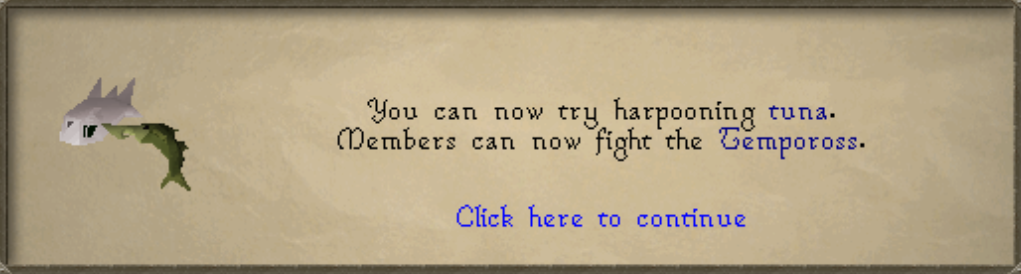 You can now try harpooning tuna.
Members can now fight the Tempoross.
Click here to continue